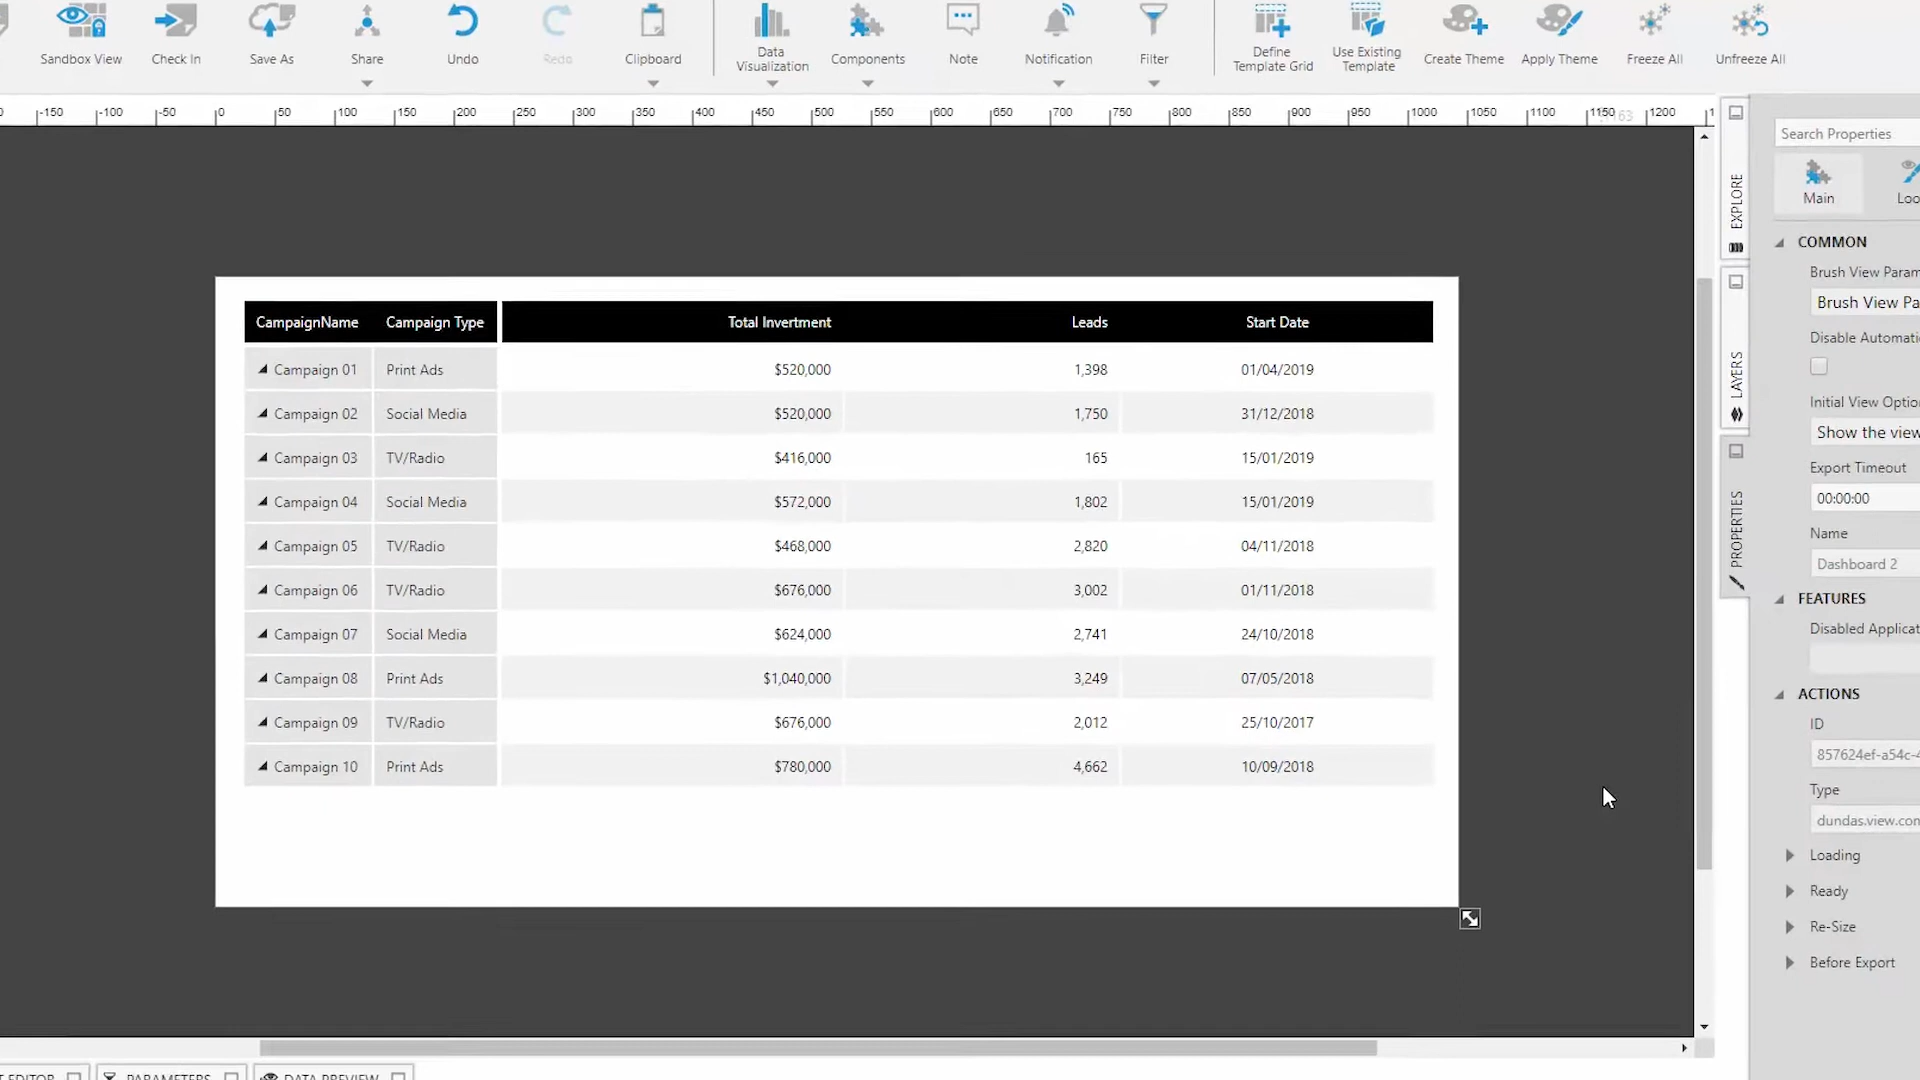 Sandbox View
Check In
Save As
Share
Undo
Redo
Clipboard
Data Visualization
Components
Note
Notification
Filter
Define Template Grid
Use Existing Template
Create Theme
Apply Theme
Freeze All
Unfreeze All
-150 -100 -50 0 50 100 150 200 250 300 350 400 450 500 550 600 650 700 750 800 850 900 950 1000 1050 1100 1150 1200
Search Properties
Main
Loo
EXPLORE
LAYERS
PROPERTIES
COMMON
Brush View Param
Brush View Pa
Disable Automati
Initial View Optio
Show the view
Export Timeout
00:00:00
Name
Dashboard 2
FEATURES
Disabled Applicat
ACTIONS
ID
857624ef-a54c-4
Type
dundas.view.con
Loading
Ready
Re-Size
Before Export
CampaignName Campaign Type Total Invertment Leads Start Date
Campaign 01 Print Ads $520,000 1,398 01/04/2019
Campaign 02 Social Media $520,000 1,750 31/12/2018
Campaign 03 TV/Radio $416,000 165 15/01/2019
Campaign 04 Social Media $572,000 1,802 15/01/2019
Campaign 05 TV/Radio $468,000 2,820 04/11/2018
Campaign 06 TV/Radio $676,000 3,002 01/11/2018
Campaign 07 Social Media $624,000 2,741 24/10/2018
Campaign 08 Print Ads $1,040,000 3,249 07/05/2018
Campaign 09 TV/Radio $676,000 2,012 25/10/2017
Campaign 10 Print Ads $780,000 4,662 10/09/2018
T EDITOR PARAMETERS DATA PREVIEW